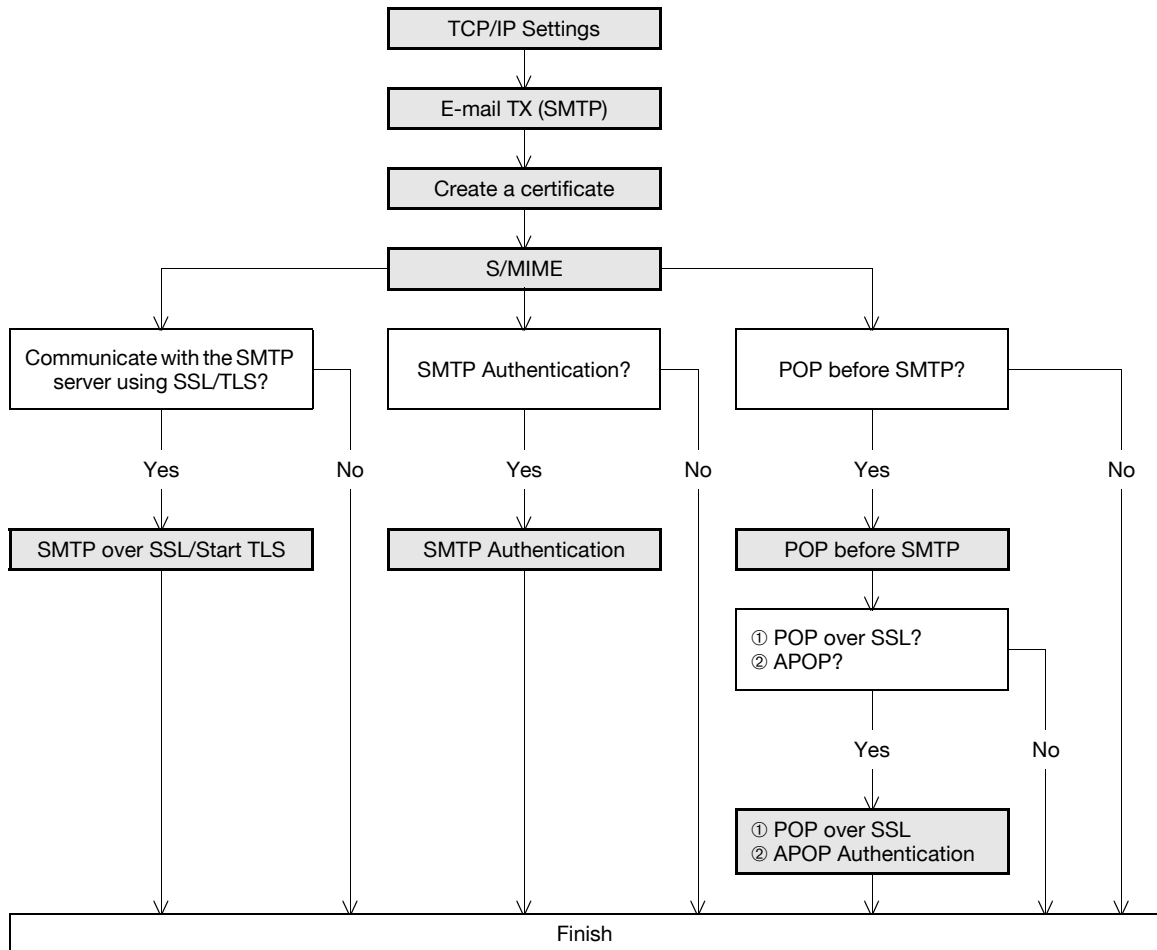 TCP/IP Settings
E-mail TX (SMTP)
Create a certificate
S/MIME
Communicate with the SMTP
server using SSL/TLS?
SMTP Authentication?
POP before SMTP?
Yes
No
Yes
No
Yes
No
SMTP over SSL/Start TLS
SMTP Authentication
POP before SMTP
① POP over SSL?
② APOP?
Yes
No
① POP over SSL
② APOP Authentication
Finish